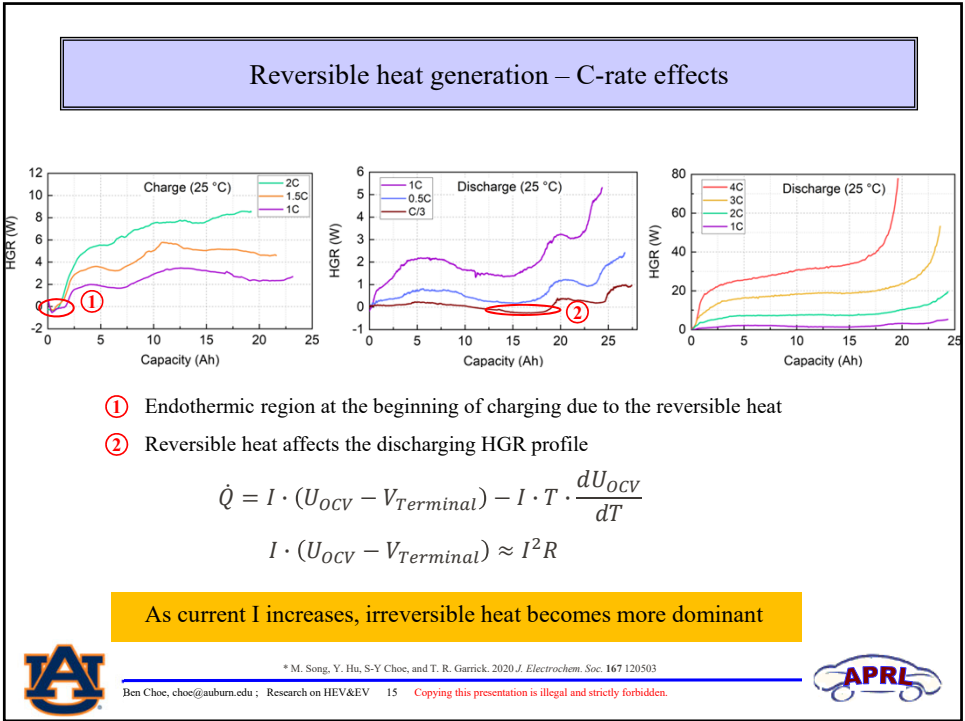 Reversible heat generation – C-rate effects
Charge (25 °C)
2C
1.5C
1C
HGR (W)
12
10
8
6
4
2
0
-2
0 5 10 15 20 25
Capacity (Ah)
①
Discharge (25 °C)
1C
0.5C
C/3
HGR (W)
6
5
4
3
2
1
0
-1
0 5 10 15 20 25
Capacity (Ah)
②
Discharge (25 °C)
4C
3C
2C
1C
HGR (W)
80
60
40
20
0
0 5 10 15 20 25
Capacity (Ah)
① Endothermic region at the beginning of charging due to the reversible heat
② Reversible heat affects the discharging HGR profile
Q̇ = I · (U_OCV − V_Terminal) − I · T · dU_OCV/dT
I · (U_OCV − V_Terminal) ≈ I²R
As current I increases, irreversible heat becomes more dominant
* M. Song, Y. Hu, S-Y Choe, and T. R. Garrick. 2020 J. Electrochem. Soc. 167 120503
Ben Choe, choe@auburn.edu ; Research on HEV&EV 15 Copying this presentation is illegal and strictly forbidden.
AU
APRL